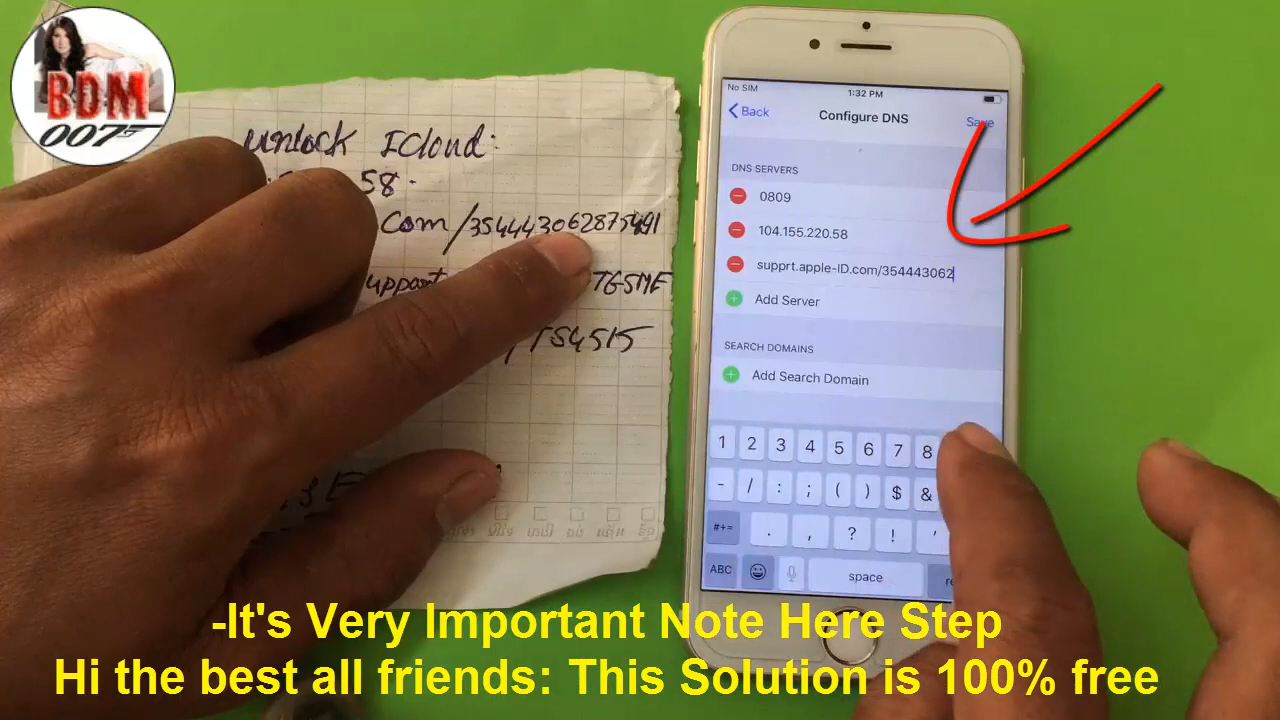 BDM
007
unlock ICloud:
58.
Com/354443062875491
TGSME
TS4515
No SIM
1:32 PM
Back
Configure DNS
Save
DNS SERVERS
0809
104.155.220.58
supprt.apple-ID.com/354443062
Add Server
SEARCH DOMAINS
Add Search Domain
1 2 3 4 5 6 7 8
- / : ; ( ) $ &
#+= . , ? ! '
ABC space re
-It's Very Important Note Here Step
Hi the best all friends: This Solution is 100% free